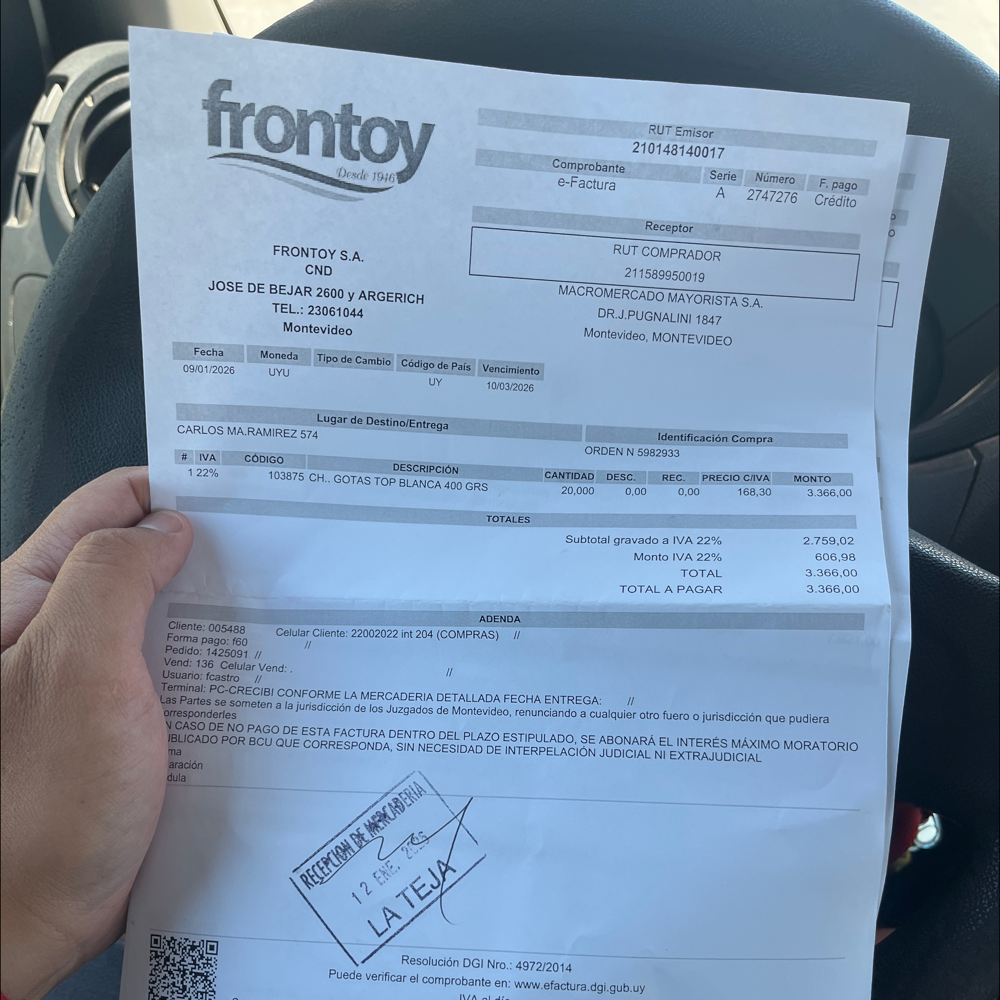 frontoy
Desde 1946
RUT Emisor
210148140017
Comprobante Serie Número F. pago
e-Factura A 2747276 Crédito
Receptor
RUT COMPRADOR
211589950019
MACROMERCADO MAYORISTA S.A.
DR.J.PUGNALINI 1847
Montevideo, MONTEVIDEO
FRONTOY S.A.
CND
JOSE DE BEJAR 2600 y ARGERICH
TEL.: 23061044
Montevideo
Fecha Moneda Tipo de Cambio Código de País Vencimiento
09/01/2026 UYU UY 10/03/2026
Lugar de Destino/Entrega Identificación Compra
CARLOS MA.RAMIREZ 574 ORDEN N 5982933
# IVA CÓDIGO DESCRIPCIÓN CANTIDAD DESC. REC. PRECIO C/IVA MONTO
1 22% 103875 CH.. GOTAS TOP BLANCA 400 GRS 20,000 0,00 0,00 168,30 3.366,00
TOTALES
Subtotal gravado a IVA 22% 2.759,02
Monto IVA 22% 606,98
TOTAL 3.366,00
TOTAL A PAGAR 3.366,00
ADENDA
Cliente: 005488 Celular Cliente: 22002022 int 204 (COMPRAS) //
Forma pago: f60 //
Pedido: 1425091 //
Vend: 136 Celular Vend: . //
Usuario: fcastro //
Terminal: PC-CRECIBI CONFORME LA MERCADERIA DETALLADA FECHA ENTREGA: //
Las Partes se someten a la jurisdicción de los Juzgados de Montevideo, renunciando a cualquier otro fuero o jurisdicción que pudiera
orresponderles
N CASO DE NO PAGO DE ESTA FACTURA DENTRO DEL PLAZO ESTIPULADO, SE ABONARÁ EL INTERÉS MÁXIMO MORATORIO
UBLICADO POR BCU QUE CORRESPONDA, SIN NECESIDAD DE INTERPELACIÓN JUDICIAL NI EXTRAJUDICIAL
ma
aración
dula
RECEPCION DE MERCADERIA
12 ENE. 2026
LA TEJA
Resolución DGI Nro.: 4972/2014
Puede verificar el comprobante en: www.efactura.dgi.gub.uy
IVA al